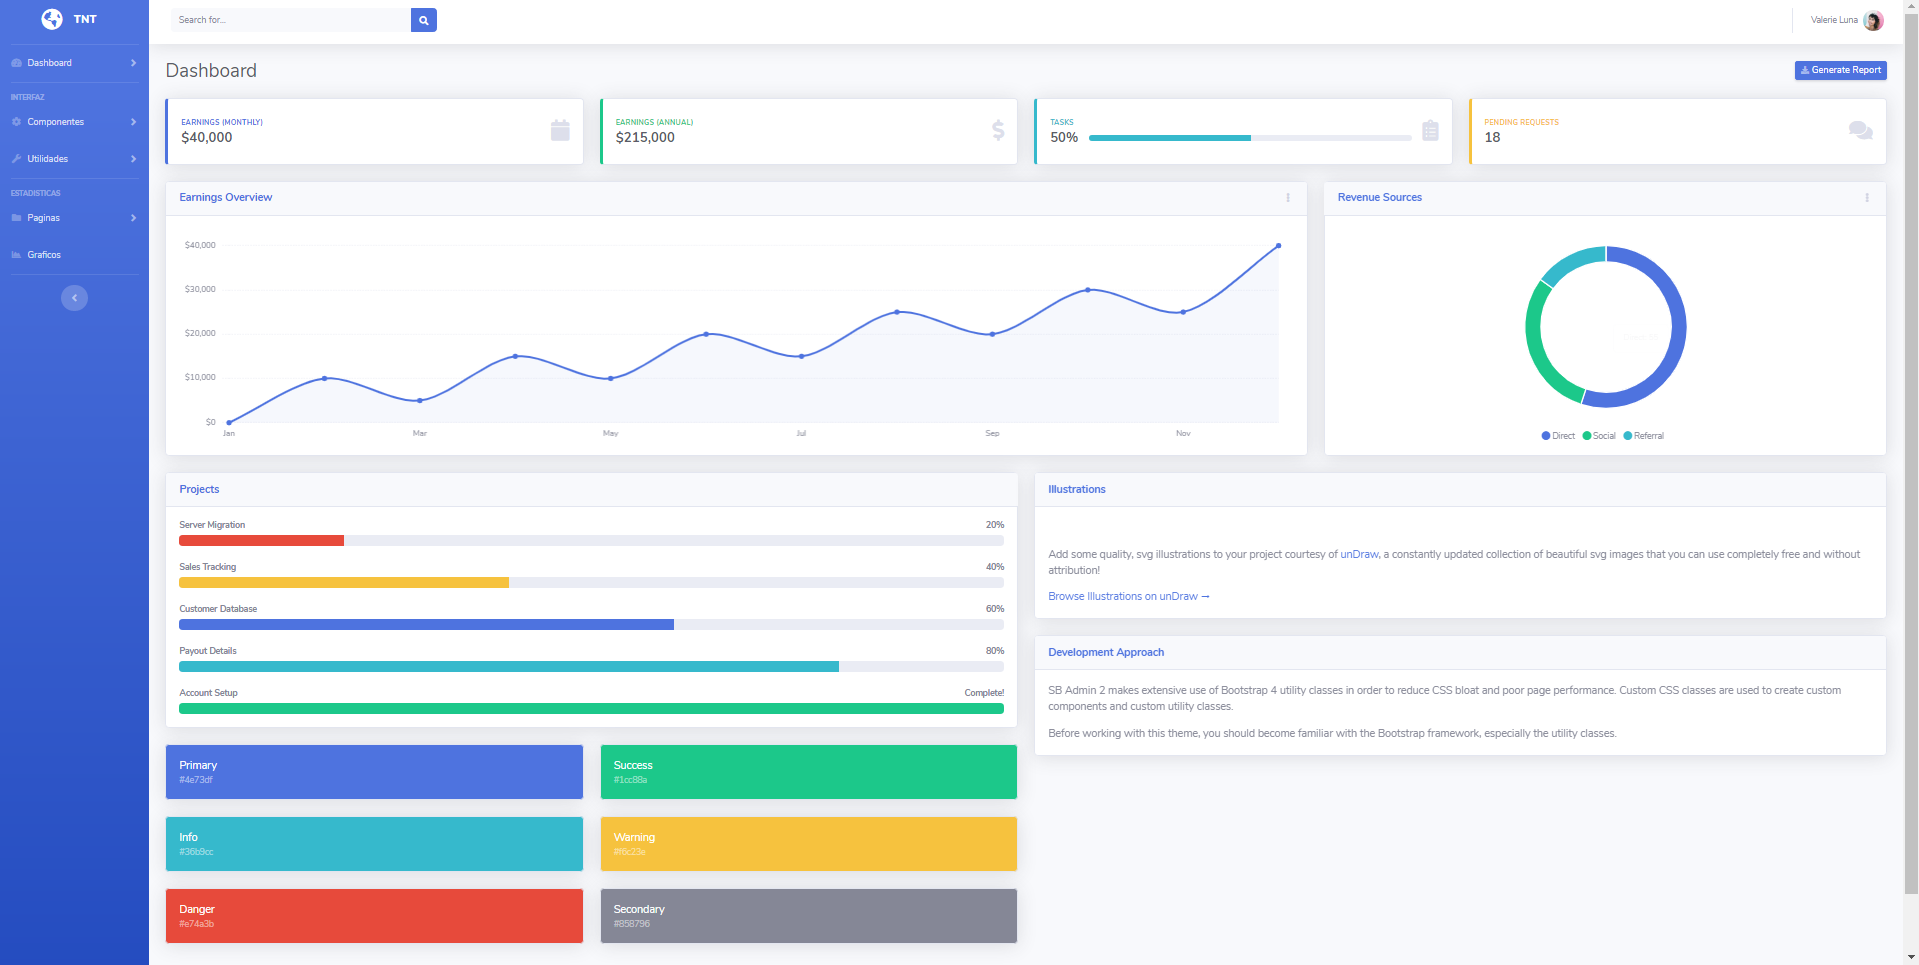 TNT
Search for...
Valerie Luna
Dashboard
INTERFAZ
Componentes
Utilidades
ESTADISTICAS
Paginas
Graficos
Dashboard
Generate Report
EARNINGS (MONTHLY)
$40,000
EARNINGS (ANNUAL)
$215,000
TASKS
50%
PENDING REQUESTS
18
Earnings Overview
$40,000
$30,000
$20,000
$10,000
$0
Jan Mar May Jul Sep Nov
Revenue Sources
Direct Social Referral
Projects
Server Migration 20%
Sales Tracking 40%
Customer Database 60%
Payout Details 80%
Account Setup Complete!
Illustrations
Add some quality, svg illustrations to your project courtesy of unDraw, a constantly updated collection of beautiful svg images that you can use completely free and without
attribution!
Browse Illustrations on unDraw →
Development Approach
SB Admin 2 makes extensive use of Bootstrap 4 utility classes in order to reduce CSS bloat and poor page performance. Custom CSS classes are used to create custom
components and custom utility classes.
Before working with this theme, you should become familiar with the Bootstrap framework, especially the utility classes.
Primary
#4e73df
Success
#1cc88a
Info
#36b9cc
Warning
#f6c23e
Danger
#e74a3b
Secondary
#858796